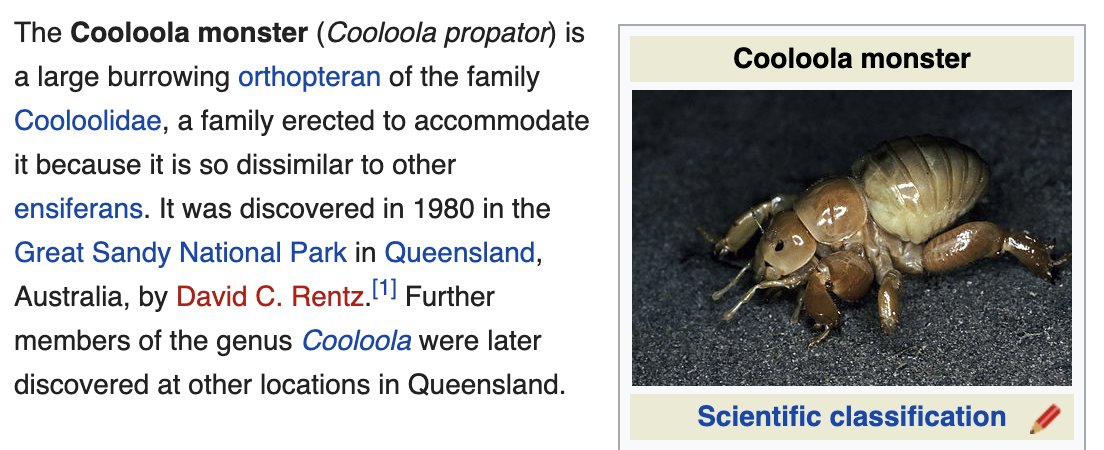 The Cooloola monster (Cooloola propator) is
a large burrowing orthopteran of the family
Cooloolidae, a family erected to accommodate
it because it is so dissimilar to other
ensiferans. It was discovered in 1980 in the
Great Sandy National Park in Queensland,
Australia, by David C. Rentz.[1] Further
members of the genus Cooloola were later
discovered at other locations in Queensland.
Cooloola monster
Scientific classification